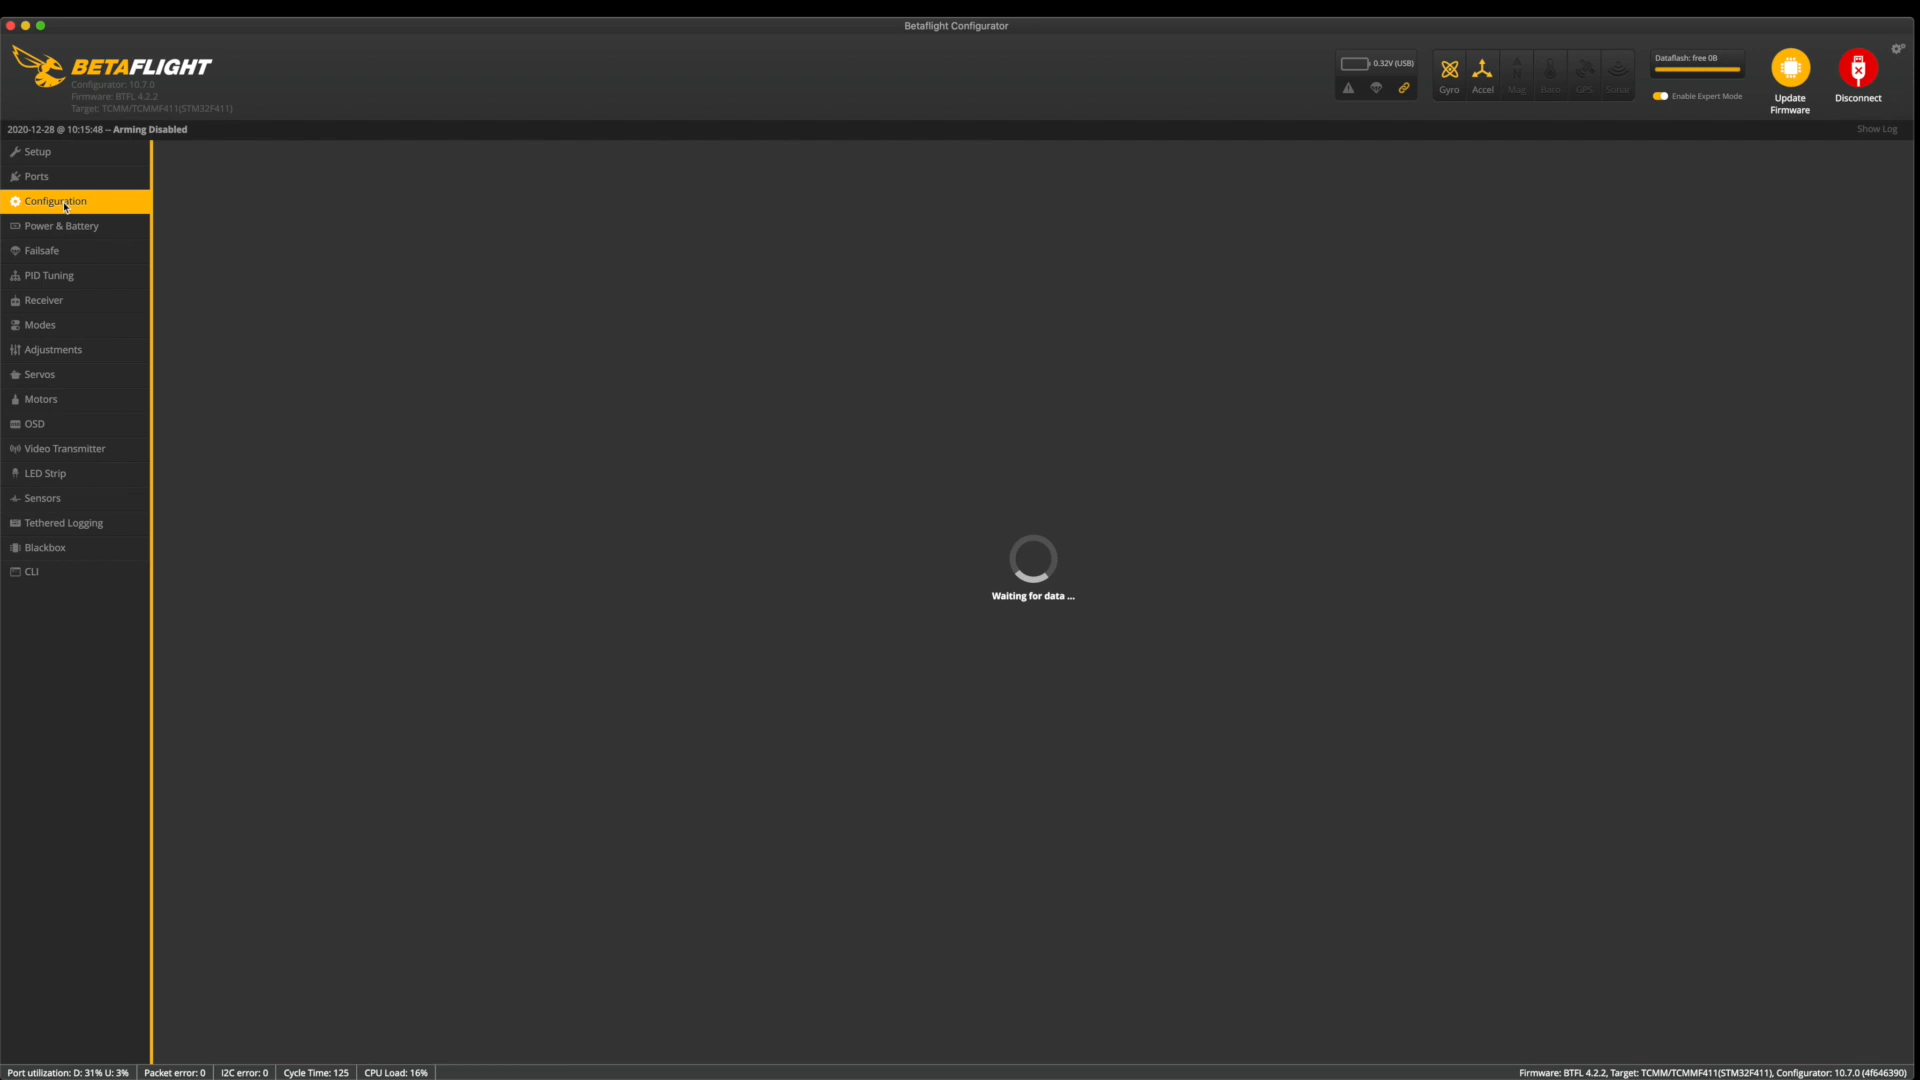 Betaflight Configurator
BETAFLIGHT
Configurator: 10.7.0
Firmware: BTFL 4.2.2
Target: TCMM/TCMMF411(STM32F411)
0.32V (USB)
Gyro
Accel
Mag
Baro
GPS
Sonar
Dataflash: free 0B
Enable Expert Mode
Update
Firmware
Disconnect
2020-12-28 @ 10:15:48 -- Arming Disabled
Show Log
Setup
Ports
Configuration
Power & Battery
Failsafe
PID Tuning
Receiver
Modes
Adjustments
Servos
Motors
OSD
Video Transmitter
LED Strip
Sensors
Tethered Logging
Blackbox
CLI
Waiting for data ...
Port utilization: D: 31% U: 3%
Packet error: 0
I2C error: 0
Cycle Time: 125
CPU Load: 16%
Firmware: BTFL 4.2.2, Target: TCMM/TCMMF411(STM32F411), Configurator: 10.7.0 (4f646390)